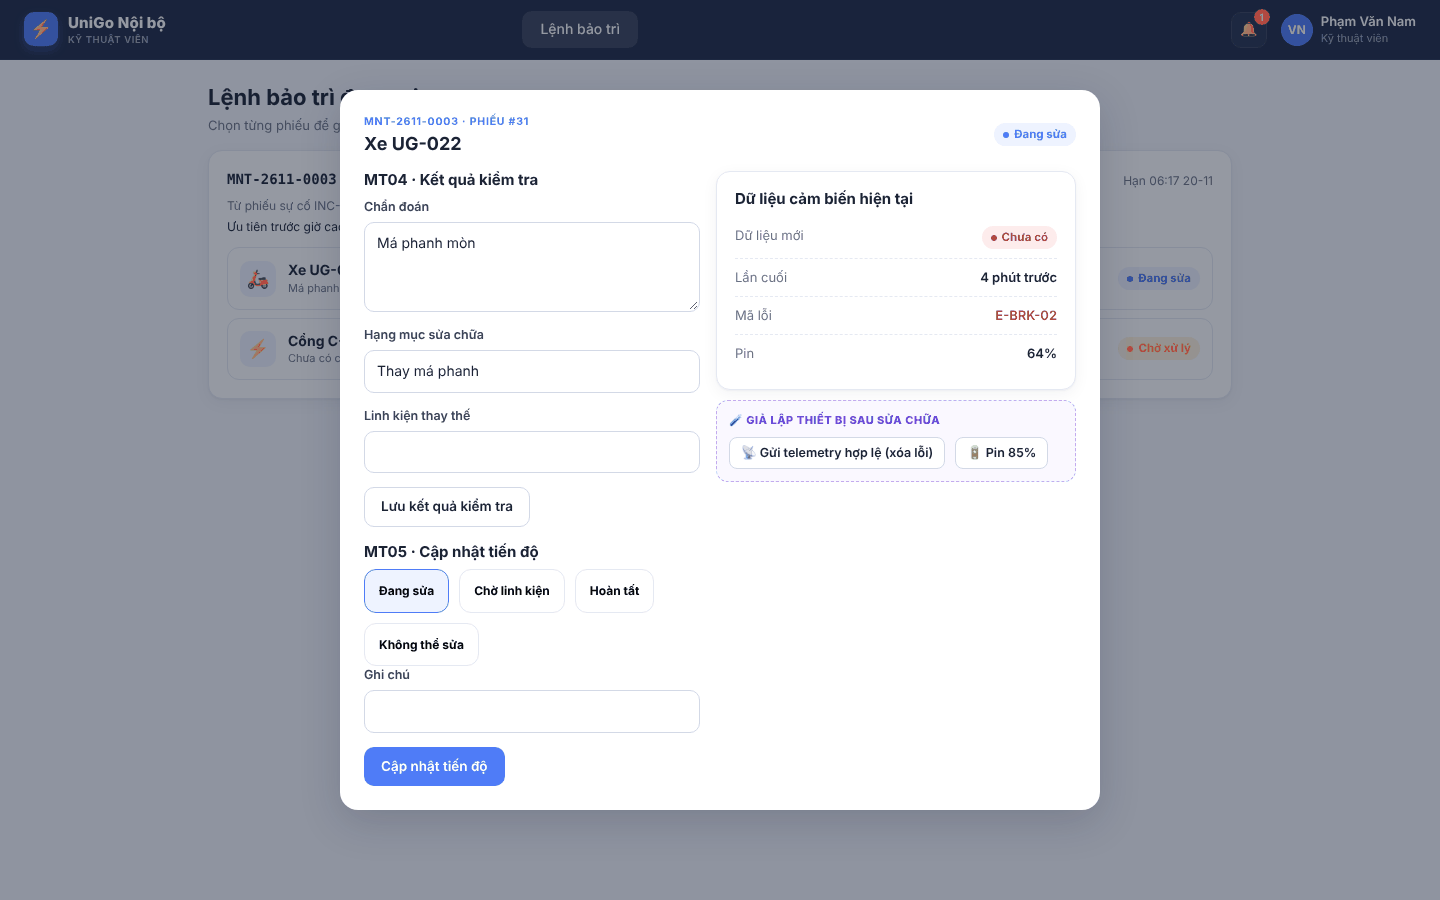 UniGo Nội bộ
KỸ THUẬT VIÊN
Lệnh bảo trì
1
VN
Phạm Văn Nam
Kỹ thuật viên
Lệnh bảo trì
Chọn từng phiếu để g
MNT-2611-0003
Hạn 06:17 20-11
Từ phiếu sự cố INC-
Ưu tiên trước giờ cao
Xe UG-0
Má phanh
Đang sửa
Cổng C-
Chưa có c
Chờ xử lý
MNT-2611-0003 · PHIẾU #31
Xe UG-022
Đang sửa
MT04 · Kết quả kiểm tra
Chẩn đoán
Má phanh mòn
Hạng mục sửa chữa
Thay má phanh
Linh kiện thay thế
Lưu kết quả kiểm tra
MT05 · Cập nhật tiến độ
Đang sửa
Chờ linh kiện
Hoàn tất
Không thể sửa
Ghi chú
Cập nhật tiến độ
Dữ liệu cảm biến hiện tại
Dữ liệu mới
Chưa có
Lần cuối
4 phút trước
Mã lỗi
E-BRK-02
Pin
64%
GIẢ LẬP THIẾT BỊ SAU SỬA CHỮA
Gửi telemetry hợp lệ (xóa lỗi)
Pin 85%